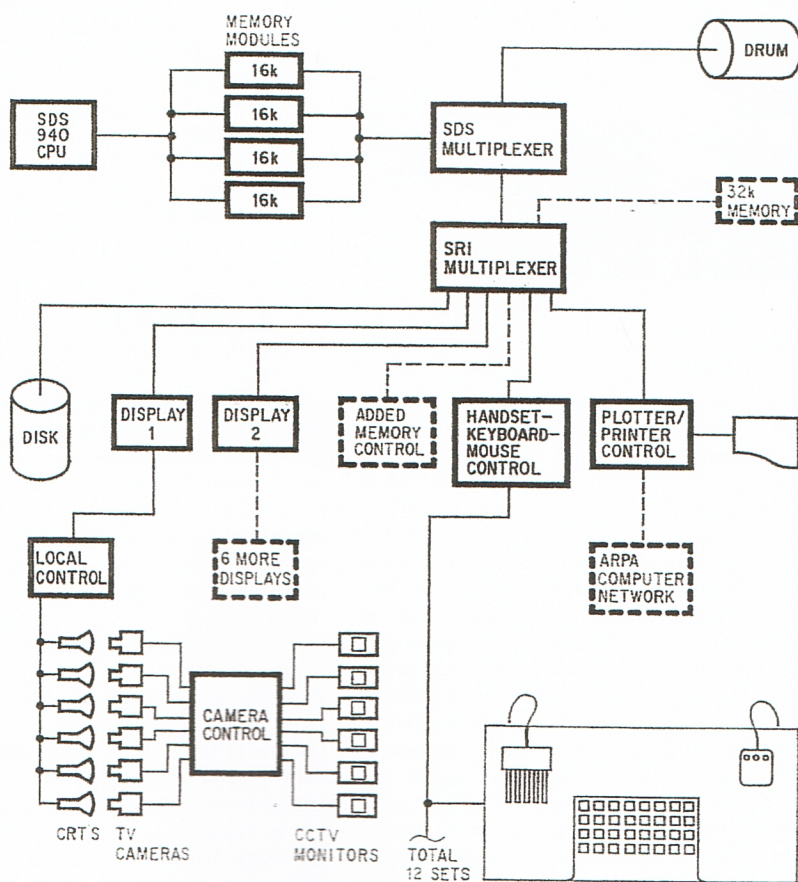 MEMORY
MODULES
16k
16k
16k
16k
SDS
940
CPU
SDS
MULTIPLEXER
DRUM
32k
MEMORY
SRI
MULTIPLEXER
DISK
DISPLAY
1
DISPLAY
2
ADDED
MEMORY
CONTROL
HANDSET-
KEYBOARD-
MOUSE
CONTROL
PLOTTER/
PRINTER
CONTROL
LOCAL
CONTROL
6 MORE
DISPLAYS
ARPA
COMPUTER
NETWORK
CAMERA
CONTROL
CRT'S
TV
CAMERAS
CCTV
MONITORS
TOTAL
12 SETS